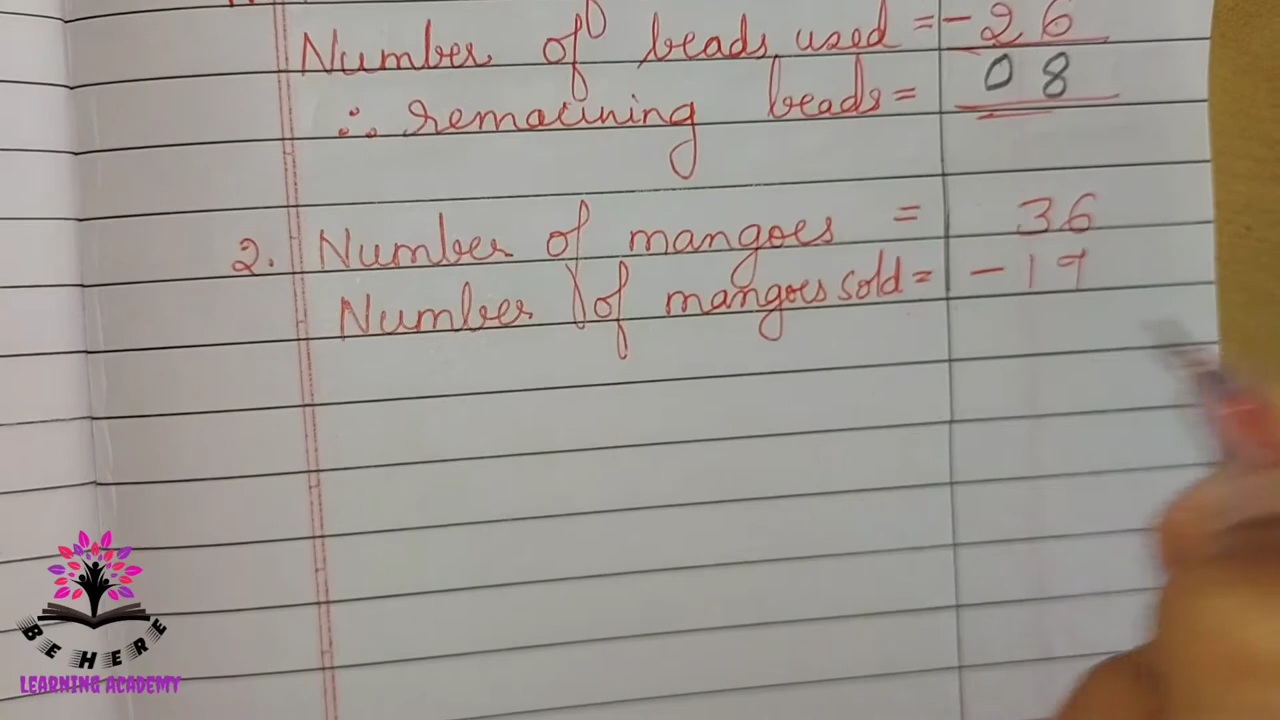 Number of beads used = - 26
∴ remaining beads = 08
2. Number of mangoes = 36
Number of mangoes sold = - 19
BE HERE
LEARNING ACADEMY